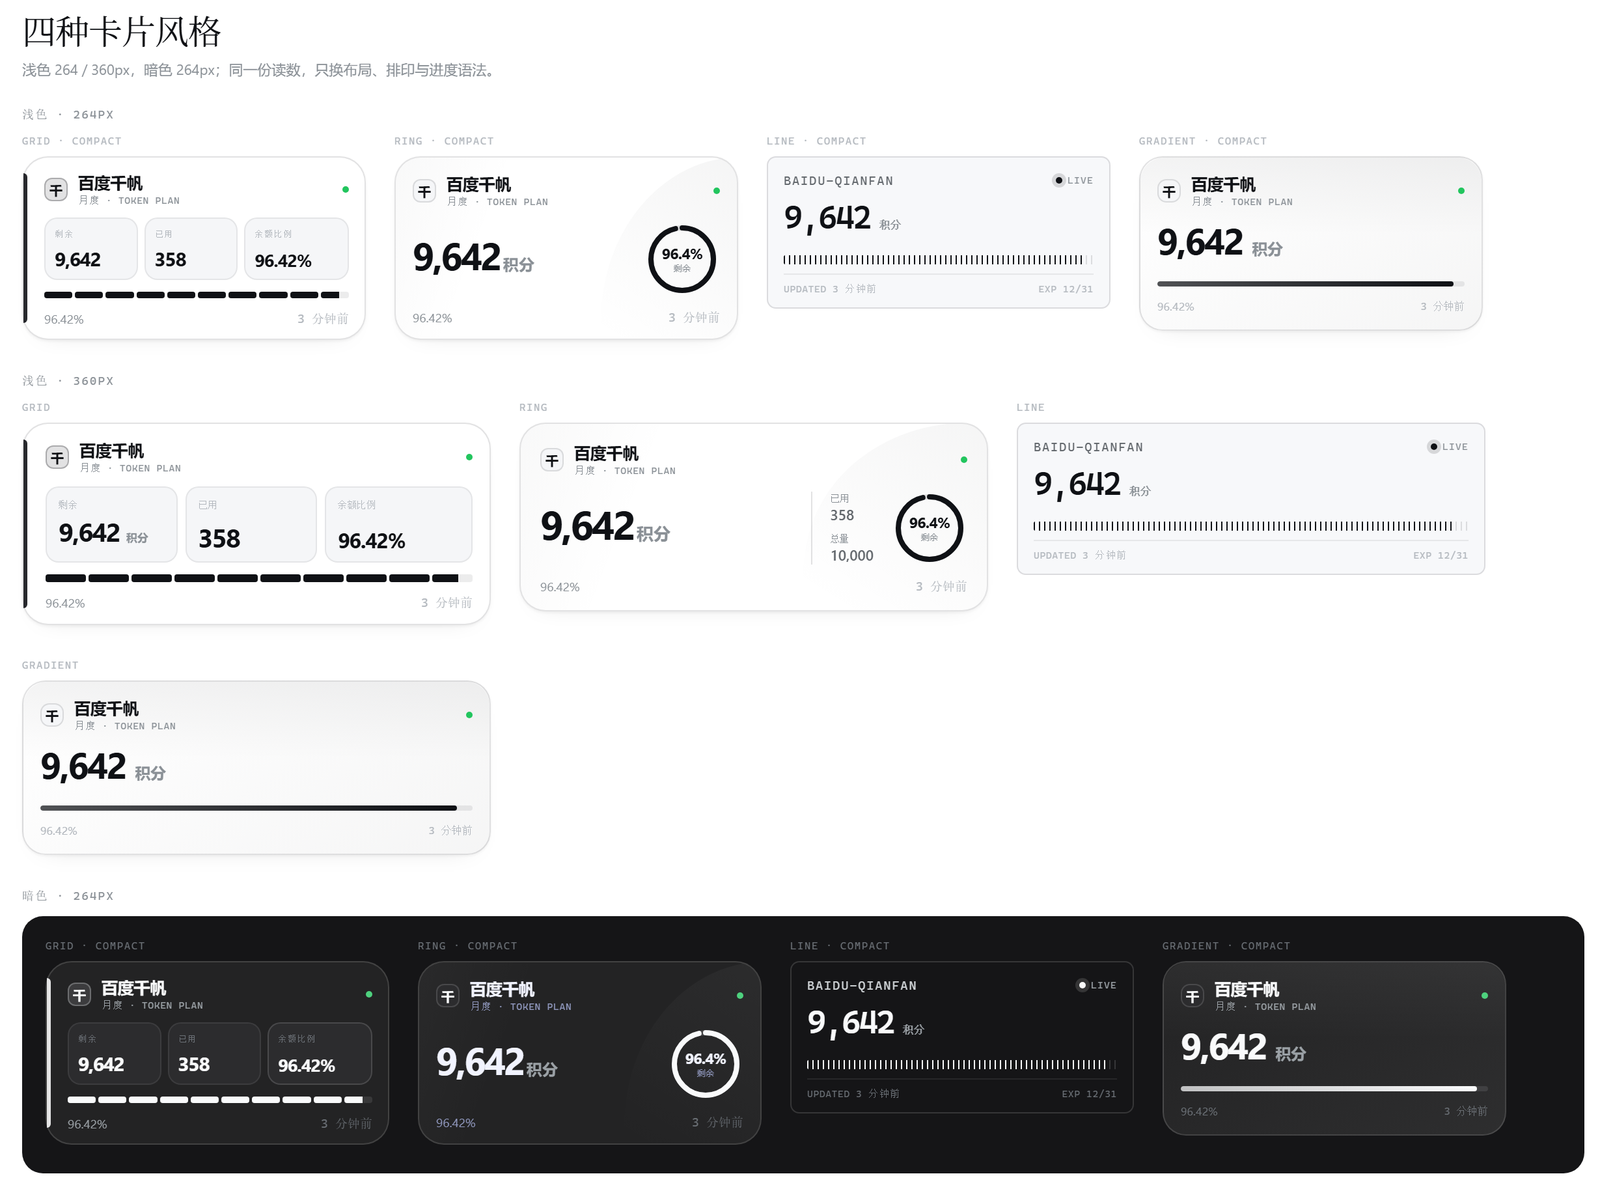 四种卡片风格
浅色 264 / 360px，暗色 264px；同一份读数，只换布局、排印与进度语法。
浅色 · 264PX
GRID · COMPACT
千
百度千帆
月度 · TOKEN PLAN
剩余
9,642
已用
358
余额比例
96.42%
96.42%
3 分钟前
RING · COMPACT
千
百度千帆
月度 · TOKEN PLAN
9,642积分
96.4%
剩余
96.42%
3 分钟前
LINE · COMPACT
BAIDU-QIANFAN
LIVE
9,642 积分
UPDATED 3 分钟前
EXP 12/31
GRADIENT · COMPACT
千
百度千帆
月度 · TOKEN PLAN
9,642 积分
96.42%
3 分钟前
浅色 · 360PX
GRID
千
百度千帆
月度 · TOKEN PLAN
剩余
9,642 积分
已用
358
余额比例
96.42%
96.42%
3 分钟前
RING
千
百度千帆
月度 · TOKEN PLAN
9,642积分
已用
358
总量
10,000
96.4%
剩余
96.42%
3 分钟前
LINE
BAIDU-QIANFAN
LIVE
9,642 积分
UPDATED 3 分钟前
EXP 12/31
GRADIENT
千
百度千帆
月度 · TOKEN PLAN
9,642 积分
96.42%
3 分钟前
暗色 · 264PX
GRID · COMPACT
千
百度千帆
月度 · TOKEN PLAN
剩余
9,642
已用
358
余额比例
96.42%
96.42%
3 分钟前
RING · COMPACT
千
百度千帆
月度 · TOKEN PLAN
9,642积分
96.4%
剩余
96.42%
3 分钟前
LINE · COMPACT
BAIDU-QIANFAN
LIVE
9,642 积分
UPDATED 3 分钟前
EXP 12/31
GRADIENT · COMPACT
千
百度千帆
月度 · TOKEN PLAN
9,642 积分
96.42%
3 分钟前